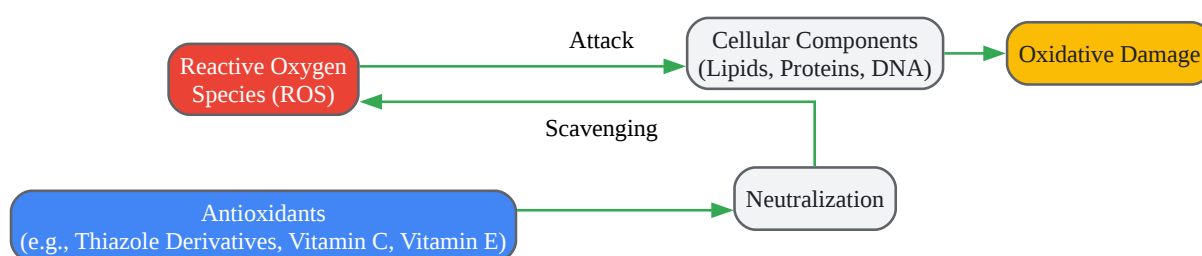 Attack
Reactive Oxygen
Species (ROS)
Cellular Components
(Lipids, Proteins, DNA)
Oxidative Damage
Scavenging
Antioxidants
(e.g., Thiazole Derivatives, Vitamin C, Vitamin E)
Neutralization